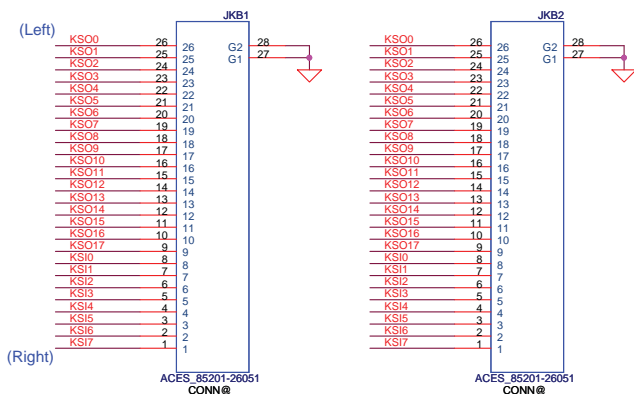 JKB1 JKB2
(Left)
KSO0 26 26 G2 28 KSO0 26 26 G2 28
KSO1 25 25 G1 27 KSO1 25 25 G1 27
KSO2 24 24 KSO2 24 24
KSO3 23 23 KSO3 23 23
KSO4 22 22 KSO4 22 22
KSO5 21 21 KSO5 21 21
KSO6 20 20 KSO6 20 20
KSO7 19 19 KSO7 19 19
KSO8 18 18 KSO8 18 18
KSO9 17 17 KSO9 17 17
KSO10 16 16 KSO10 16 16
KSO11 15 15 KSO11 15 15
KSO12 14 14 KSO12 14 14
KSO13 13 13 KSO13 13 13
KSO14 12 12 KSO14 12 12
KSO15 11 11 KSO15 11 11
KSO16 10 10 KSO16 10 10
KSO17 9 9 KSO17 9 9
KSI0 8 8 KSI0 8 8
KSI1 7 7 KSI1 7 7
KSI2 6 6 KSI2 6 6
KSI3 5 5 KSI3 5 5
KSI4 4 4 KSI4 4 4
KSI5 3 3 KSI5 3 3
KSI6 2 2 KSI6 2 2
KSI7 1 1 KSI7 1 1
(Right)
ACES_85201-26051 ACES_85201-26051
CONN@ CONN@